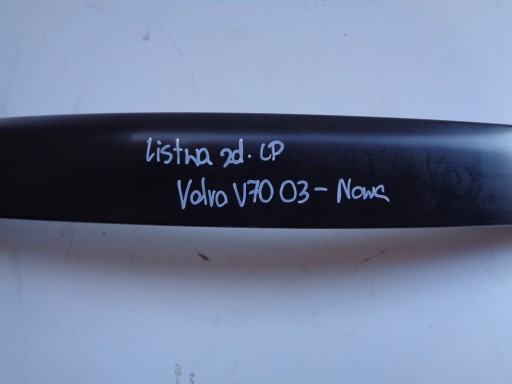 Listwa zd. LP
Volvo V70 03- Nowa